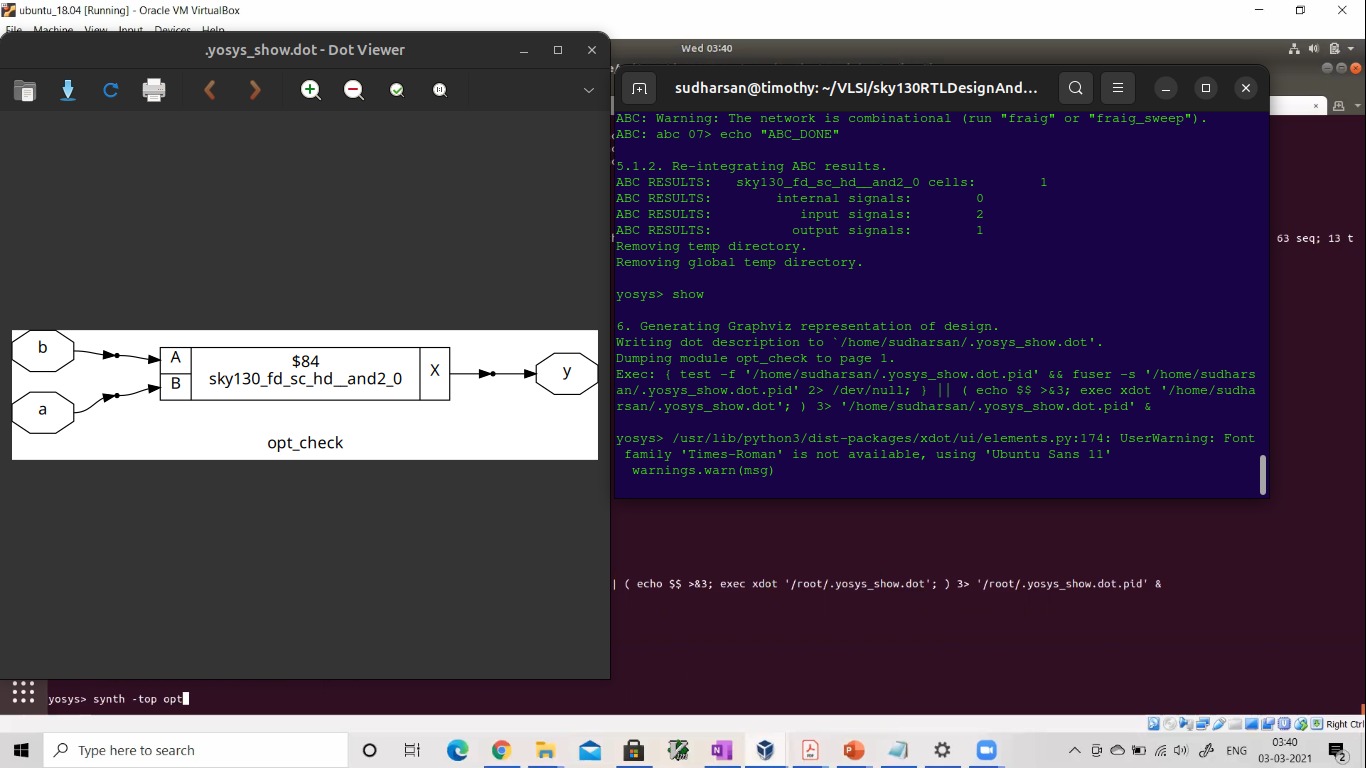 ubuntu_18.04 [Running] - Oracle VM VirtualBox
File Machine View Input Devices Help
Wed 03:40
.yosys_show.dot - Dot Viewer
sudharsan@timothy: ~/VLSI/sky130RTLDesignAnd...
ABC: Warning: The network is combinational (run "fraig" or "fraig_sweep").
ABC: abc 07> echo "ABC_DONE"
5.1.2. Re-integrating ABC results.
ABC RESULTS:   sky130_fd_sc_hd__and2_0 cells:        1
ABC RESULTS:        internal signals:        0
ABC RESULTS:           input signals:        2
ABC RESULTS:          output signals:        1
Removing temp directory.
Removing global temp directory.
63 seq; 13 t
yosys> show
6. Generating Graphviz representation of design.
Writing dot description to `/home/sudharsan/.yosys_show.dot'.
Dumping module opt_check to page 1.
Exec: { test -f '/home/sudharsan/.yosys_show.dot.pid' && fuser -s '/home/sudhars
an/.yosys_show.dot.pid' 2> /dev/null; } || ( echo $$ >&3; exec xdot '/home/sudha
rsan/.yosys_show.dot'; ) 3> '/home/sudharsan/.yosys_show.dot.pid' &
yosys> /usr/lib/python3/dist-packages/xdot/ui/elements.py:174: UserWarning: Font
family 'Times-Roman' is not available, using 'Ubuntu Sans 11'
warnings.warn(msg)
b
a
A
B
$84
sky130_fd_sc_hd__and2_0
X
y
opt_check
| ( echo $$ >&3; exec xdot '/root/.yosys_show.dot'; ) 3> '/root/.yosys_show.dot.pid' &
yosys> synth -top opt
Right Ctrl
Type here to search
ENG
03:40
03-03-2021
2